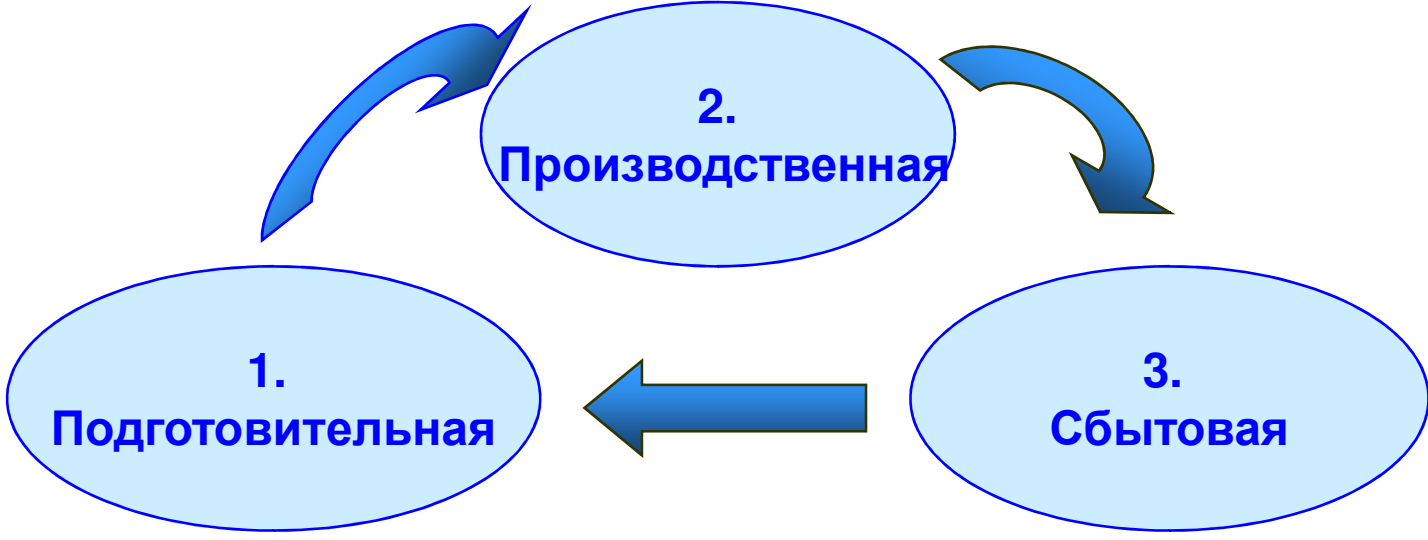 2.
Производственная
1.
Подготовительная
3.
Сбытовая